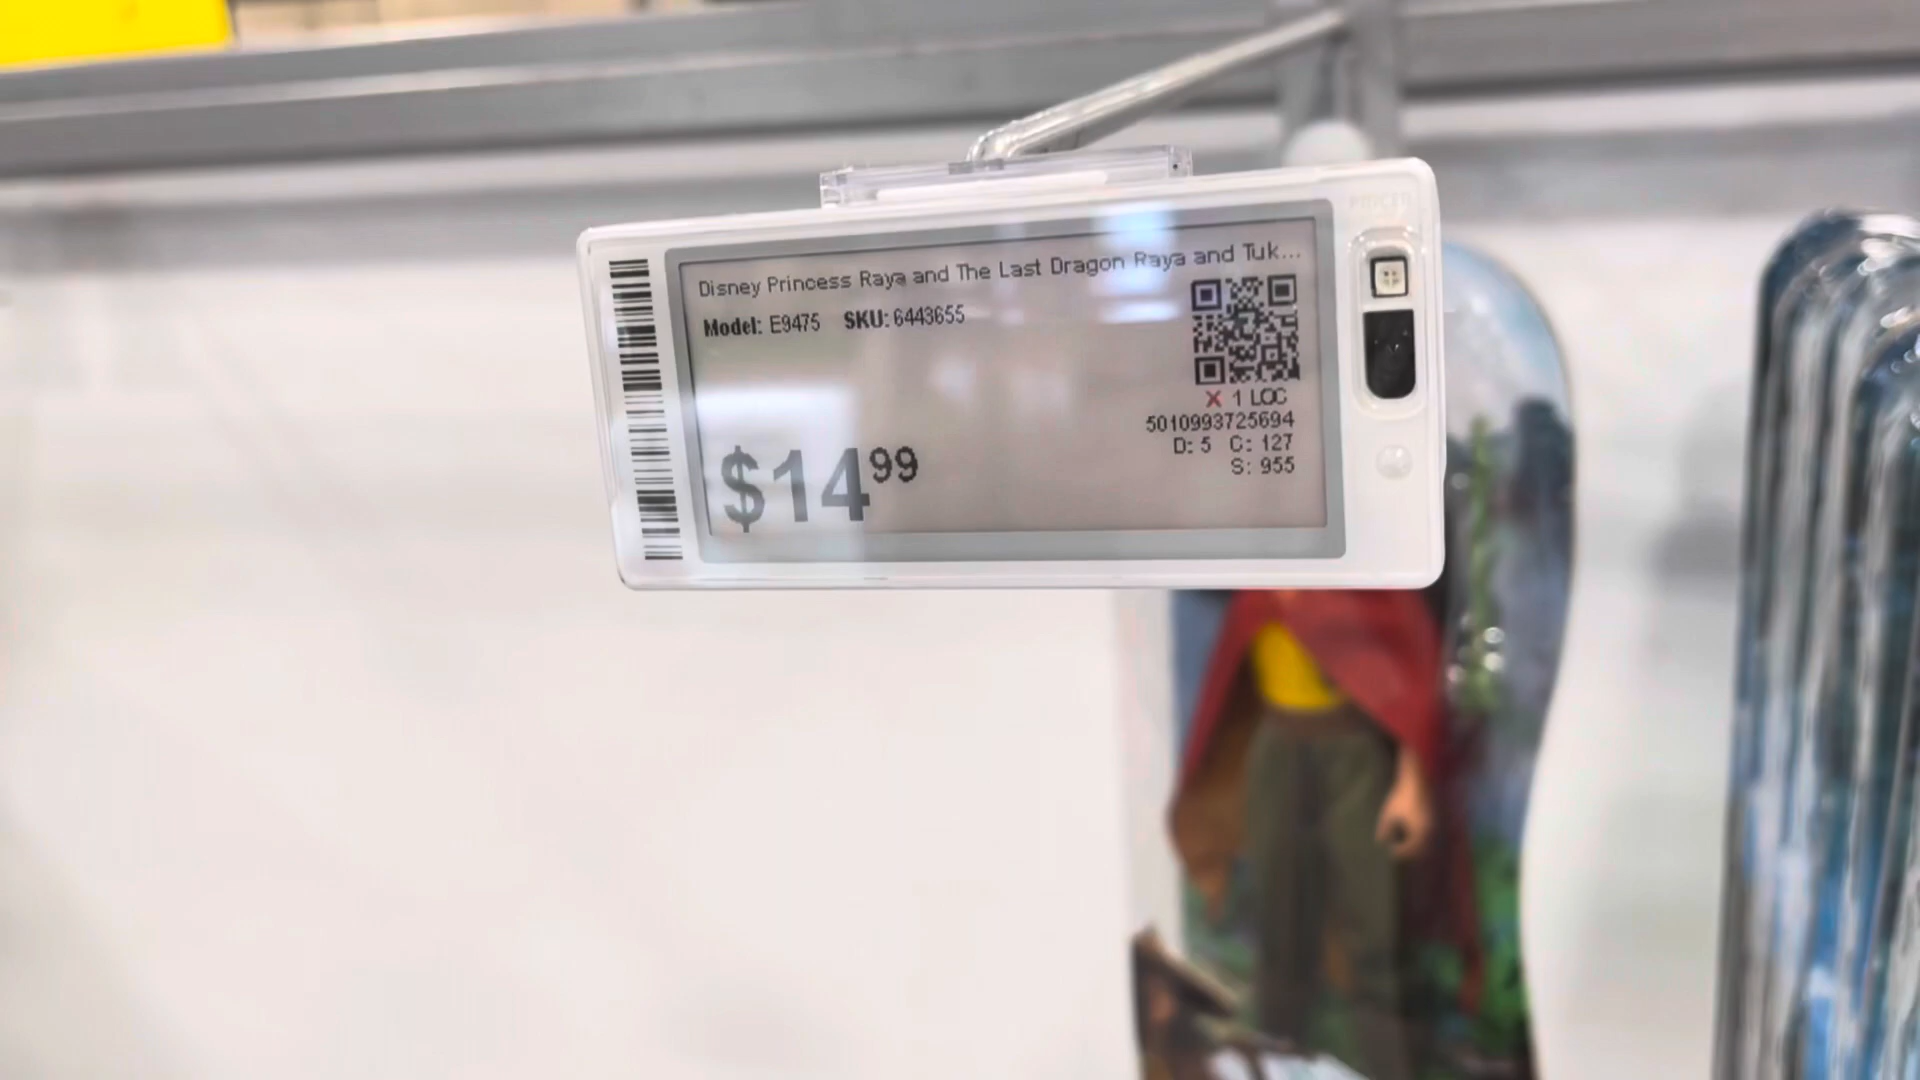 Disney Princess Raya and The Last Dragon Raya and Tuk...
Model: E9475 SKU: 6443655
X 1 LOC
5010993725694
D: 5 C: 127
S: 955
$14.99